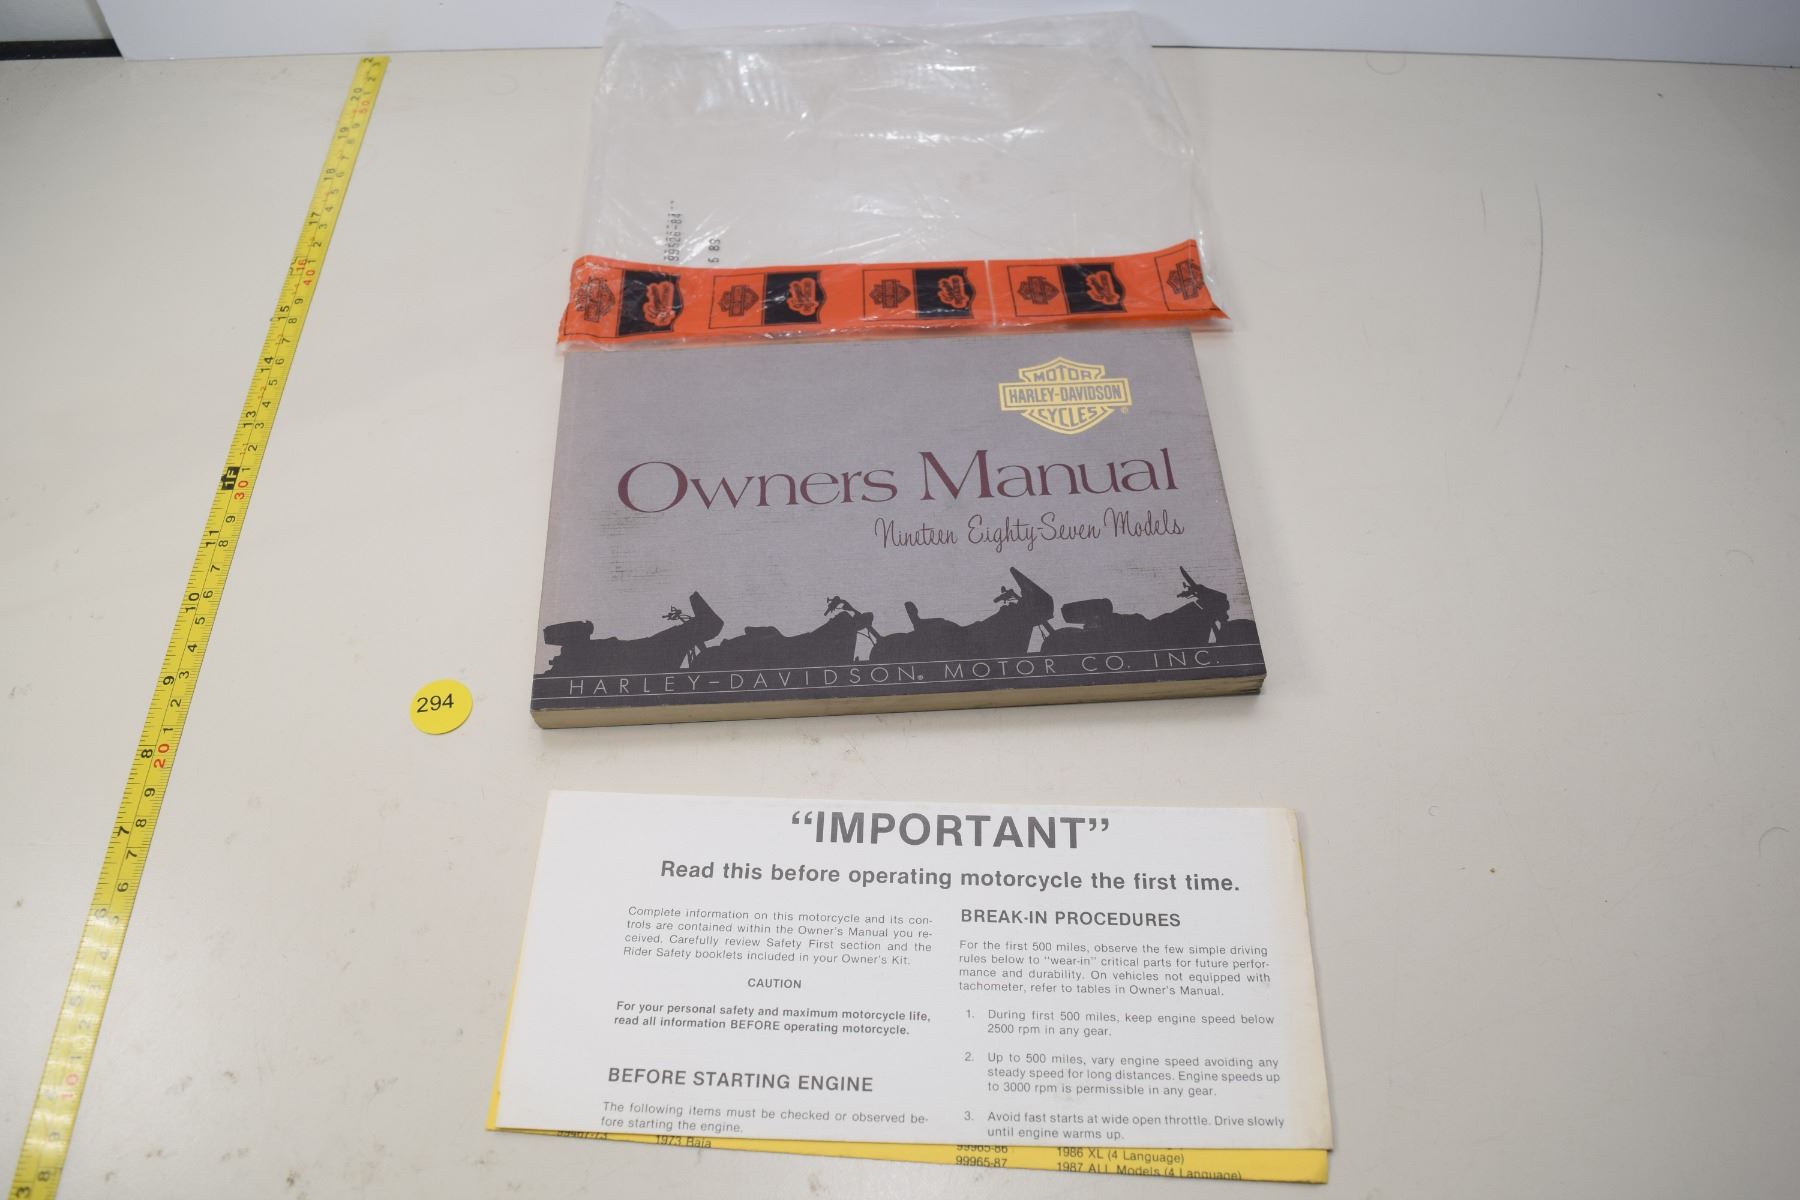 99526-84
6 89
MOTOR
HARLEY-DAVIDSON
CYCLES
®
Owners Manual
Nineteen Eighty-Seven Models
HARLEY-DAVIDSON® MOTOR CO. INC.
294
"IMPORTANT"
Read this before operating motorcycle the first time.
Complete information on this motorcycle and its con-
trols are contained within the Owner's Manual you re-
ceived. Carefully review Safety First section and the
Rider Safety booklets included in your Owner's Kit.
CAUTION
For your personal safety and maximum motorcycle life,
read all information BEFORE operating motorcycle.
BEFORE STARTING ENGINE
The following items must be checked or observed be-
fore starting the engine.
BREAK-IN PROCEDURES
For the first 500 miles, observe the few simple driving
rules below to "wear-in" critical parts for future perfor-
mance and durability. On vehicles not equipped with
tachometer, refer to tables in Owner's Manual.
1. During first 500 miles, keep engine speed below
2500 rpm in any gear.
2. Up to 500 miles, vary engine speed avoiding any
steady speed for long distances. Engine speeds up
to 3000 rpm is permissible in any gear.
3. Avoid fast starts at wide open throttle. Drive slowly
until engine warms up.
1973 Baja
99965-86 1986 XL (4 Language)
99965-87 1987 ALL Models (4 Language)